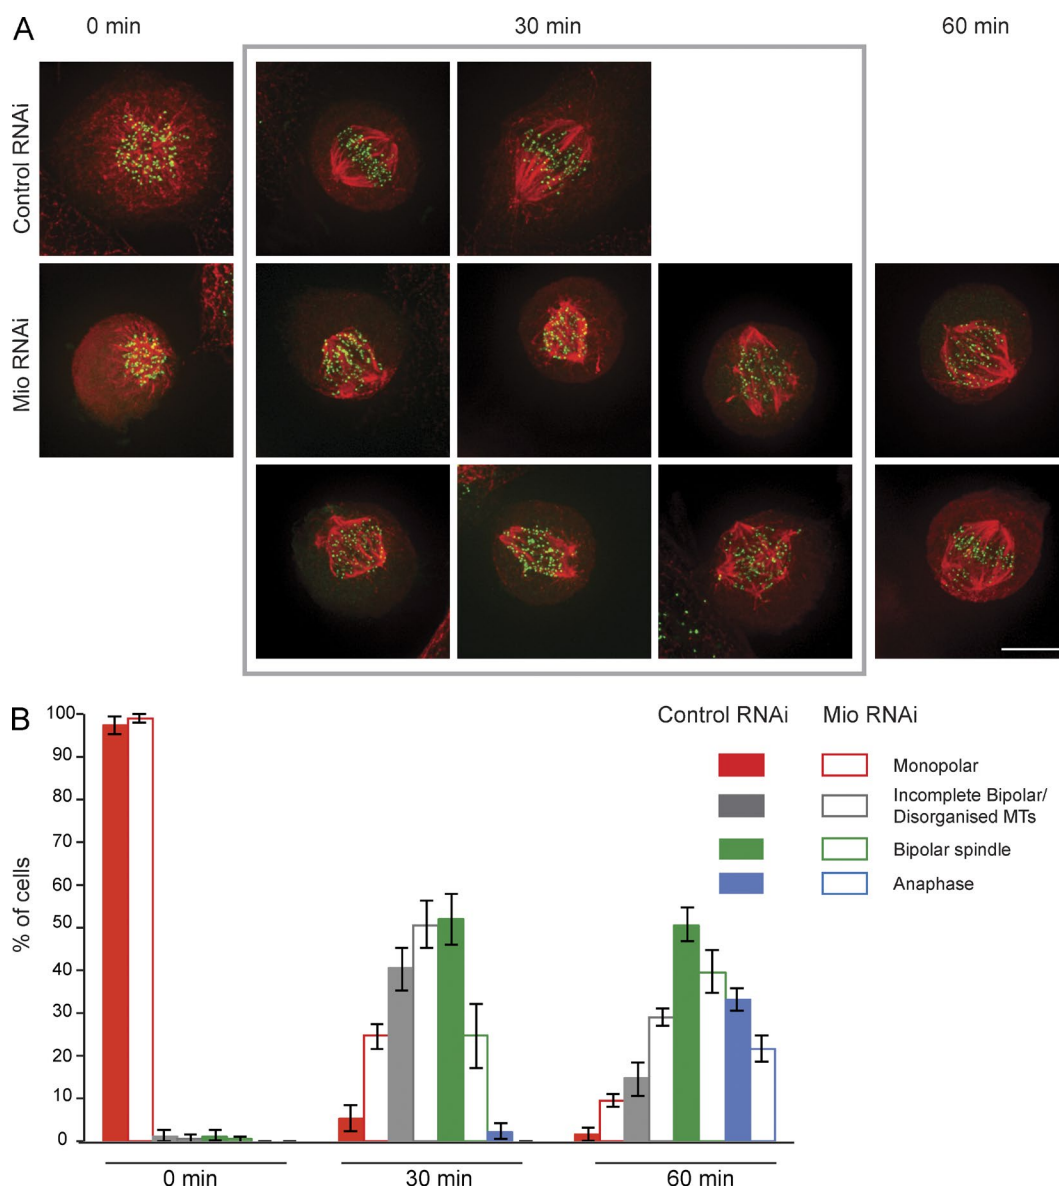 A
0 min
30 min
60 min
Control RNAi
Mio RNAi
B
Control RNAi
Mio RNAi
Monopolar
Incomplete Bipolar/
Disorganised MTs
Bipolar spindle
Anaphase
% of cells
100
90
80
70
60
50
40
30
20
10
0
0 min
30 min
60 min